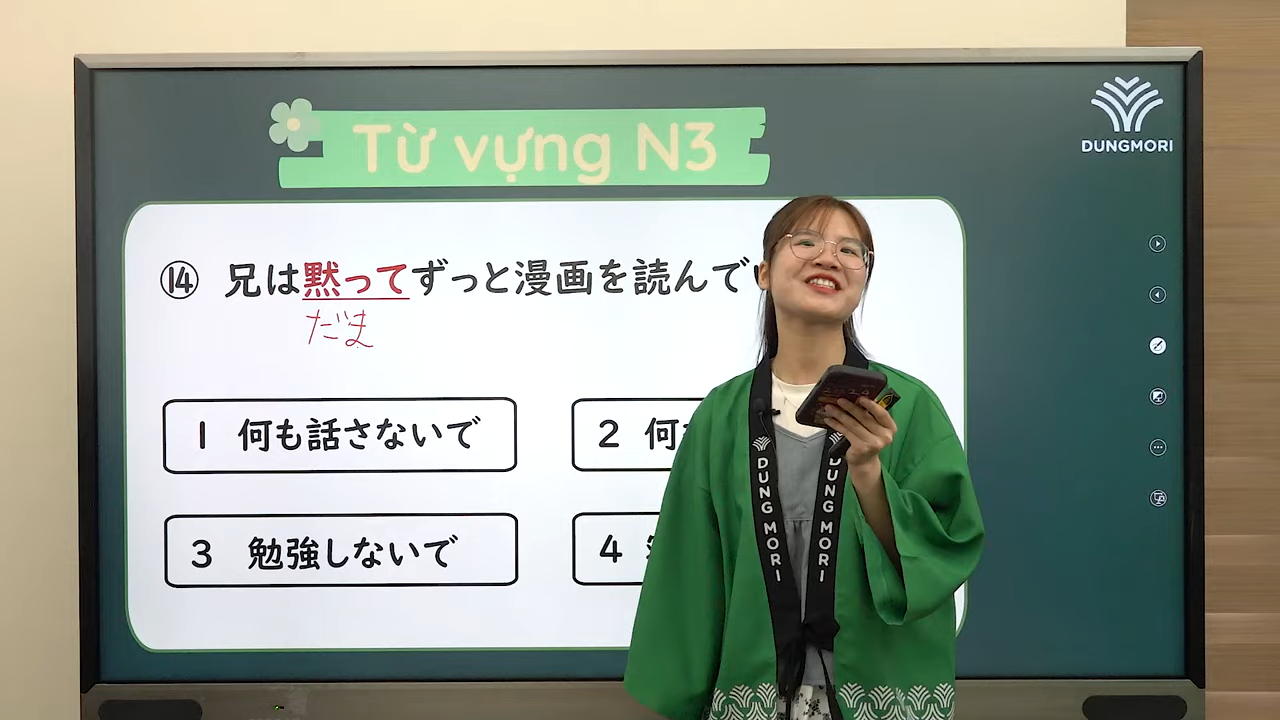 Từ vựng N3
DUNGMORI
⑭ 兄は黙ってずっと漫画を読んで
だま
1 何も話さないで
2 何
3 勉強しないで
4
DUNG MORI
DUNG MORI